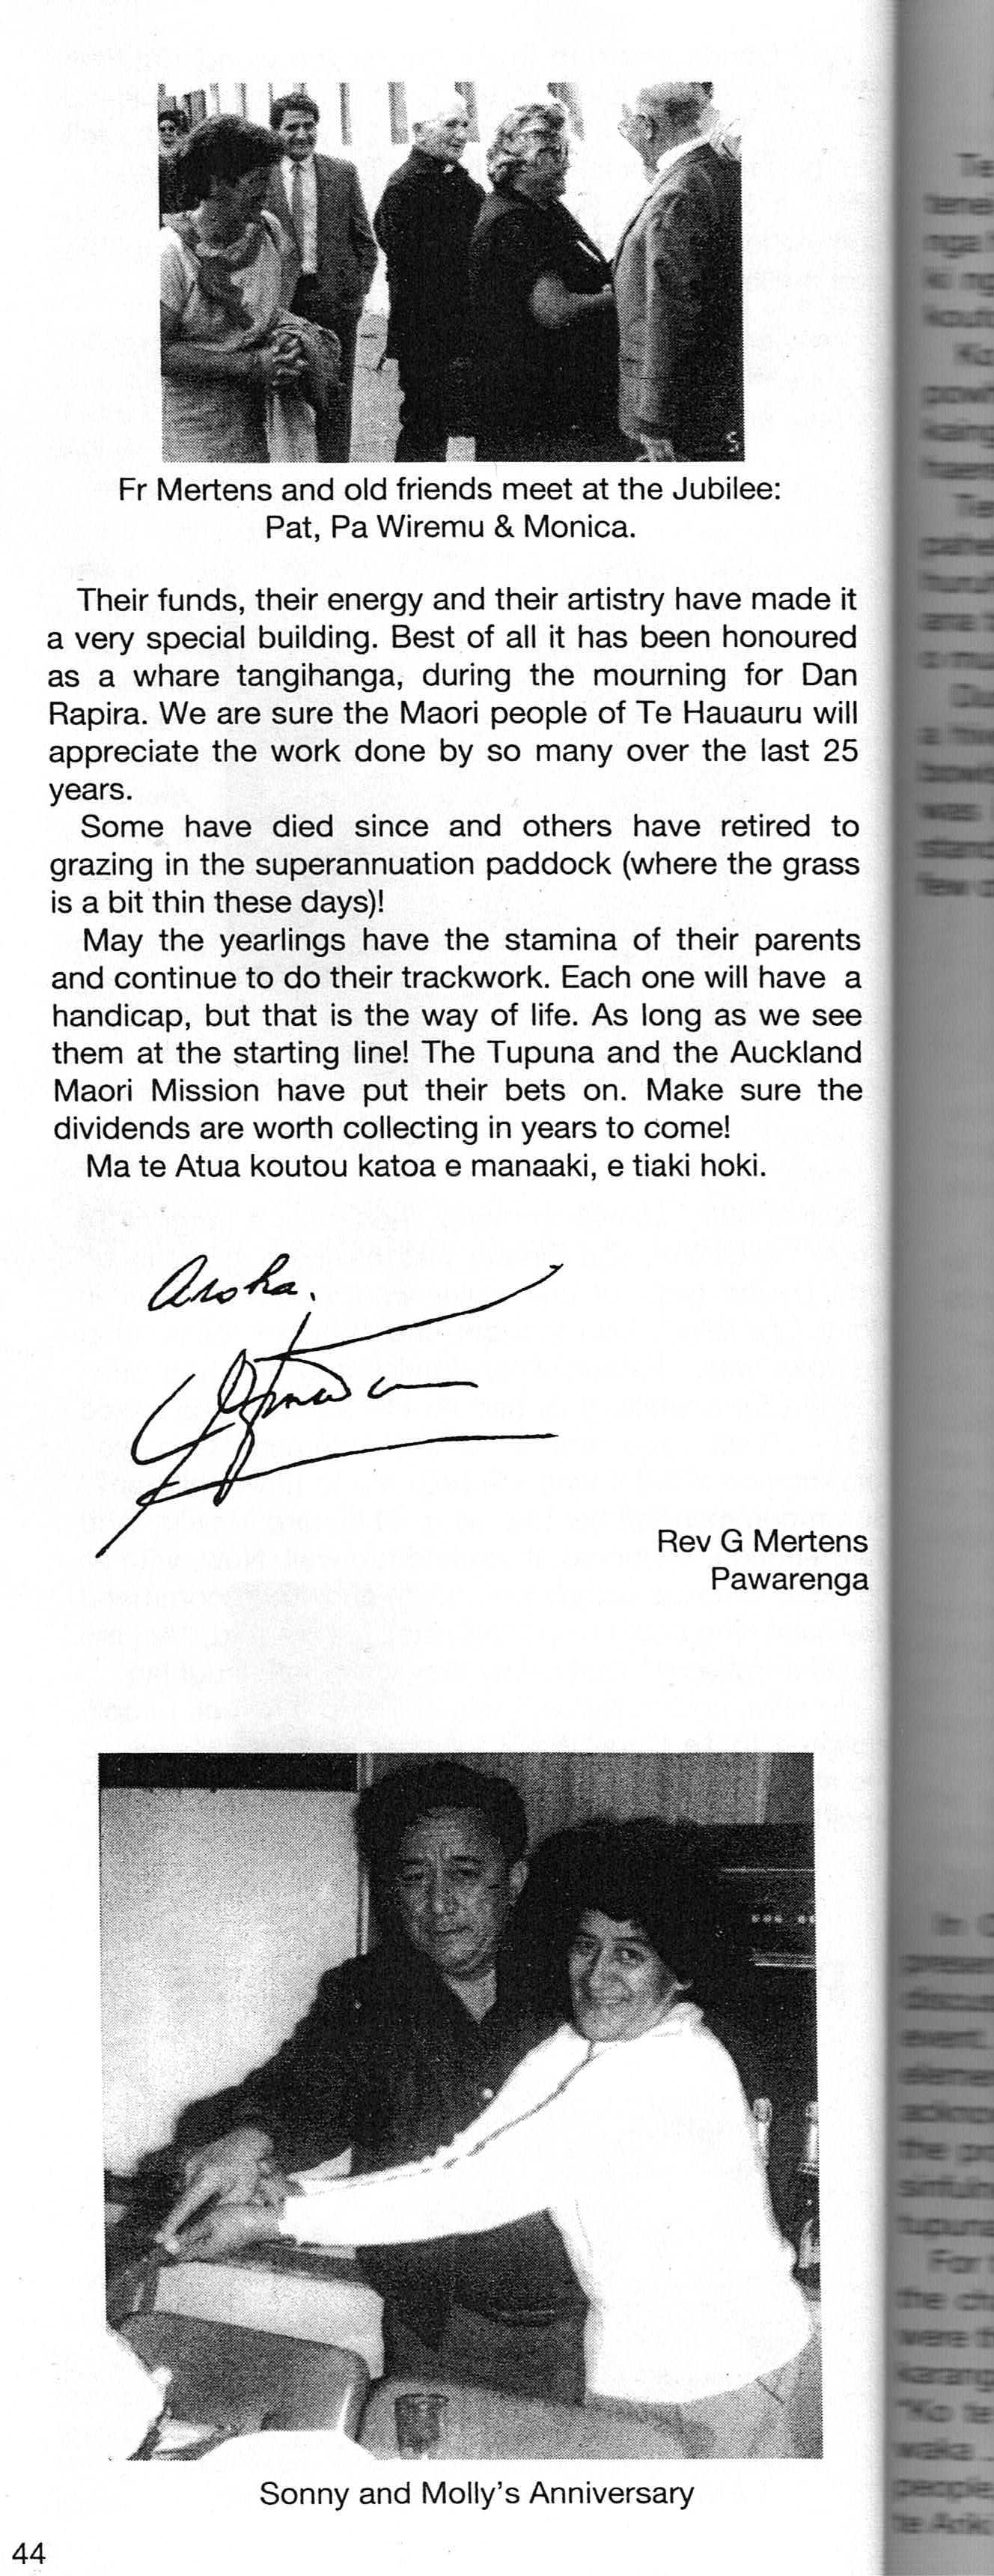 Fr Mertens and old friends meet at the Jubilee:
Pat, Pa Wiremu & Monica.
Their funds, their energy and their artistry have made it
a very special building. Best of all it has been honoured
as a whare tangihanga, during the mourning for Dan
Rapira. We are sure the Maori people of Te Hauauru will
appreciate the work done by so many over the last 25
years.
Some have died since and others have retired to
grazing in the superannuation paddock (where the grass
is a bit thin these days)!
May the yearlings have the stamina of their parents
and continue to do their trackwork. Each one will have a
handicap, but that is the way of life. As long as we see
them at the starting line! The Tupuna and the Auckland
Maori Mission have put their bets on. Make sure the
dividends are worth collecting in years to come!
Ma te Atua koutou katoa e manaaki, e tiaki hoki.
Aroha.
Rev G Mertens
Pawarenga
Sonny and Molly's Anniversary
44